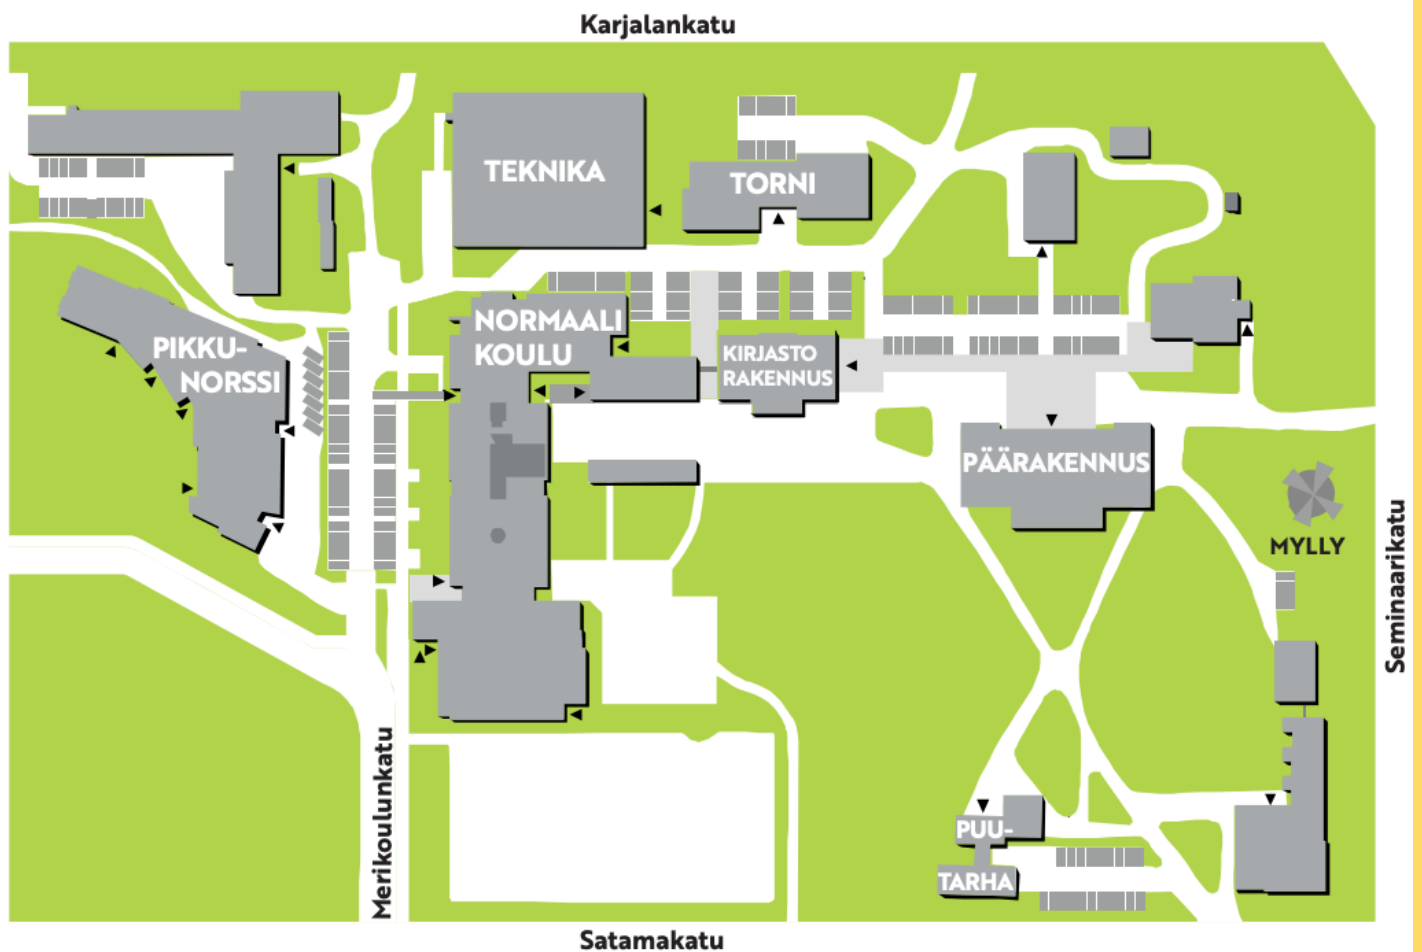 Karjalankatu
TEKNIKA
TORNI
NORMAALI
KOULU
PIKKU-
NORSSI
KIRJASTO
RAKENNUS
PÄÄRAKENNUS
MYLLY
Seminaarikatu
Merikoulunkatu
PUU-
TARHA
Satamakatu